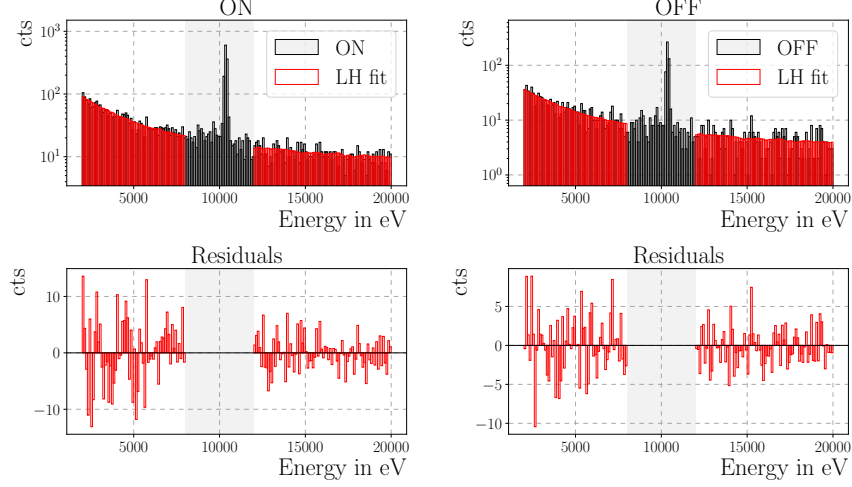 ON
cts
10³
10²
10¹
ON
LH fit
5000 10000 15000 20000
Energy in eV
OFF
cts
10²
10¹
10⁰
OFF
LH fit
5000 10000 15000 20000
Energy in eV
Residuals
cts
10
0
−10
5000 10000 15000 20000
Energy in eV
Residuals
cts
5
0
−5
−10
5000 10000 15000 20000
Energy in eV